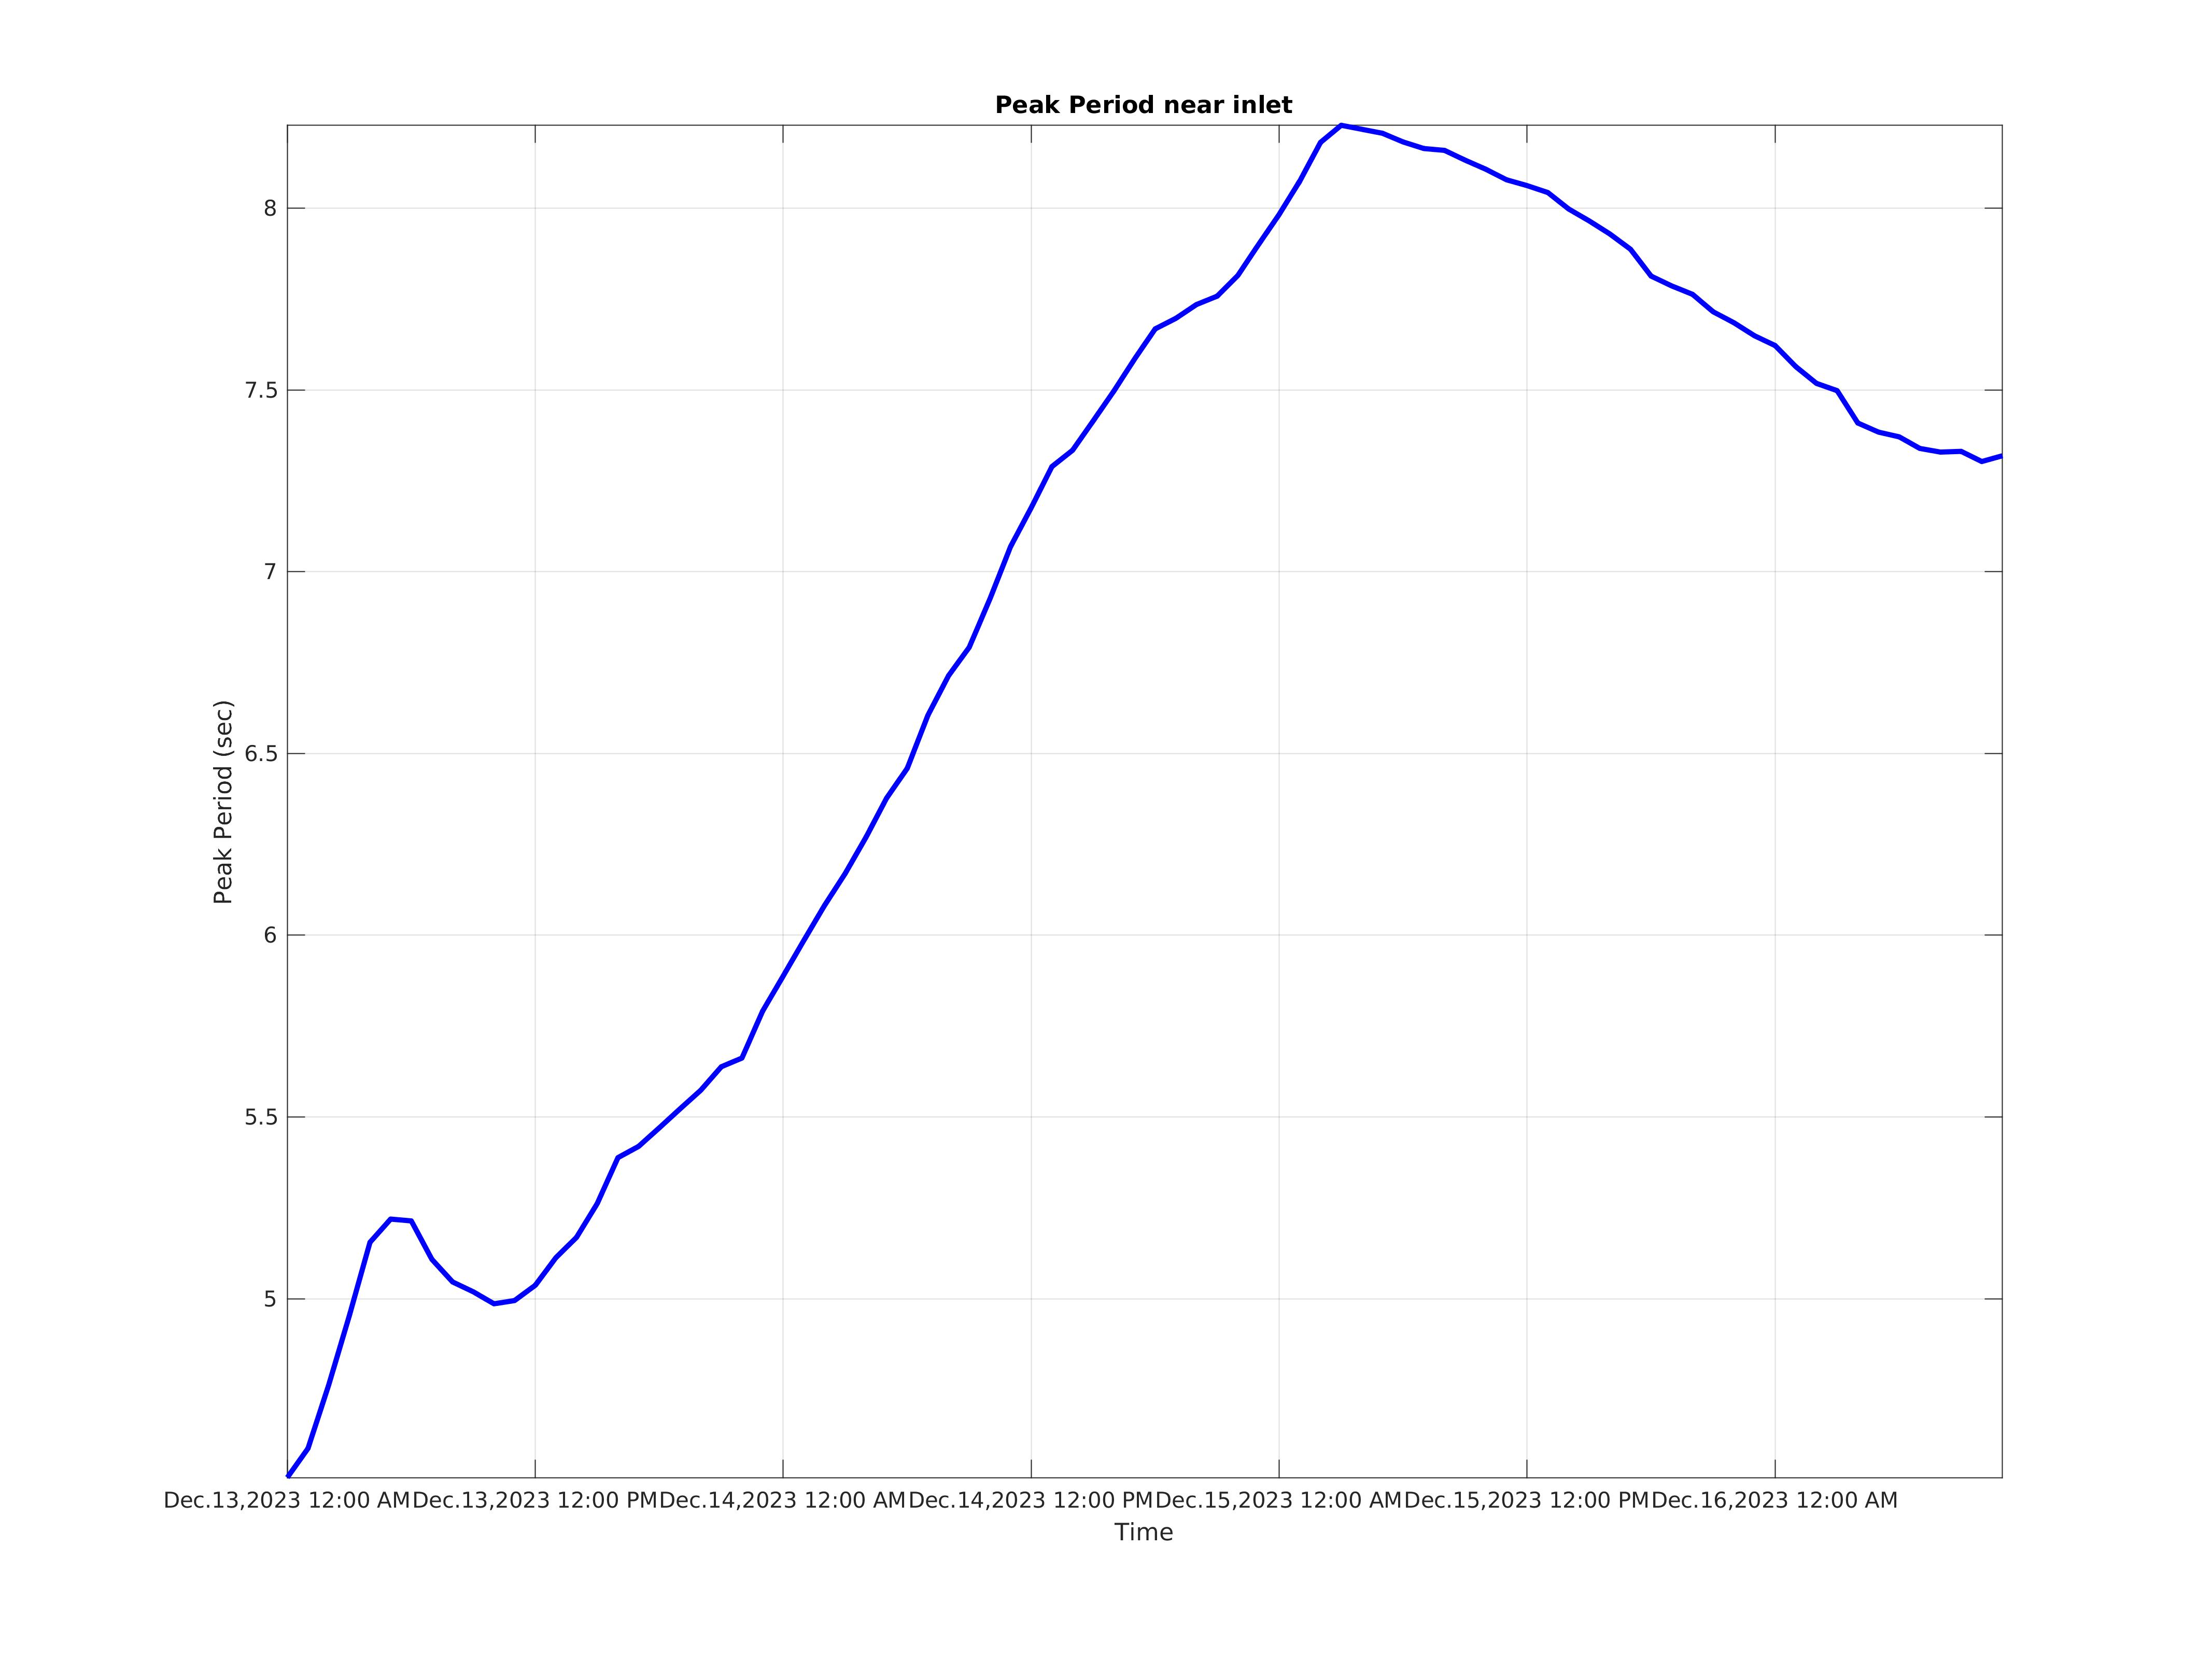 Peak Period near inlet
Peak Period (sec)
8
7.5
7
6.5
6
5.5
5
Dec.13,2023 12:00 AM Dec.13,2023 12:00 PM Dec.14,2023 12:00 AM Dec.14,2023 12:00 PM Dec.15,2023 12:00 AM Dec.15,2023 12:00 PM Dec.16,2023 12:00 AM
Time